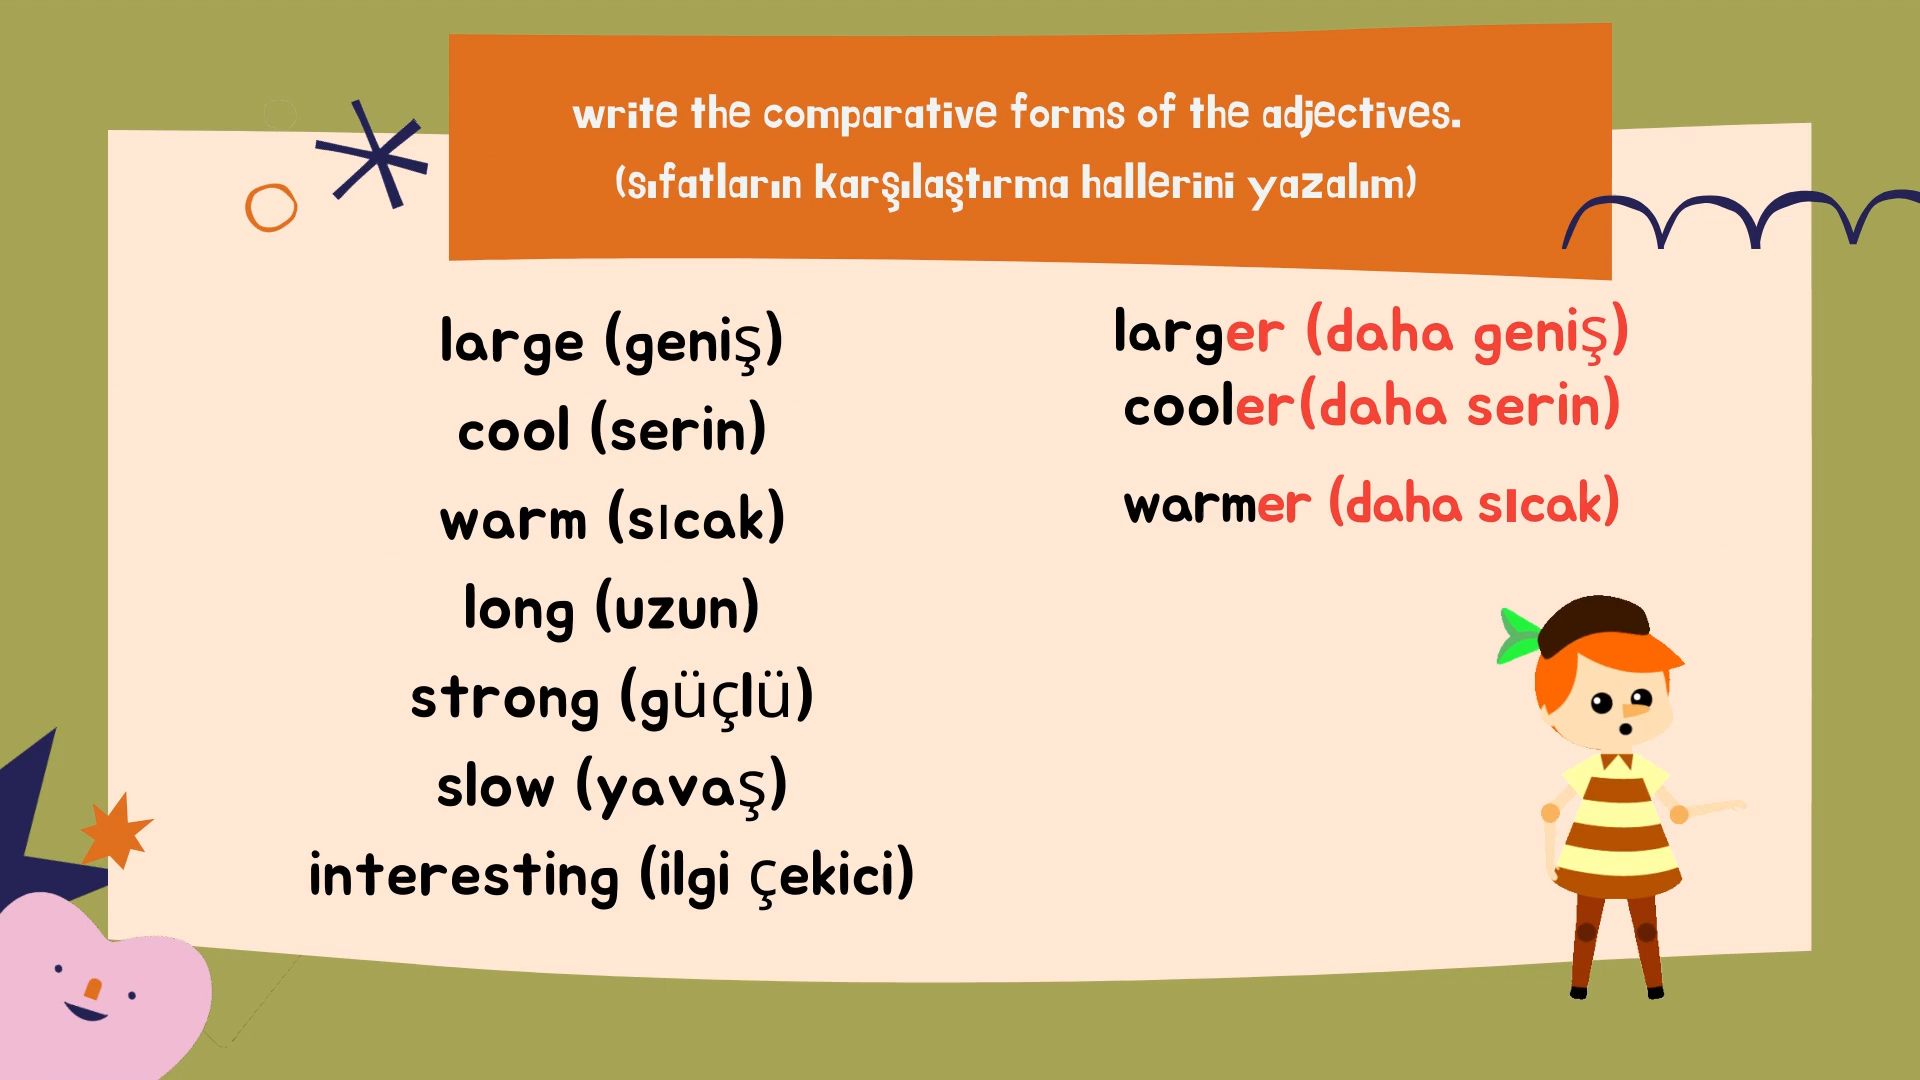 write the comparative forms of the adjectives.
(sıfatların karşılaştırma hallerini yazalım)
large (geniş)
cool (serin)
warm (sıcak)
long (uzun)
strong (güçlü)
slow (yavaş)
interesting (ilgi çekici)
larger (daha geniş)
cooler(daha serin)
warmer (daha sıcak)